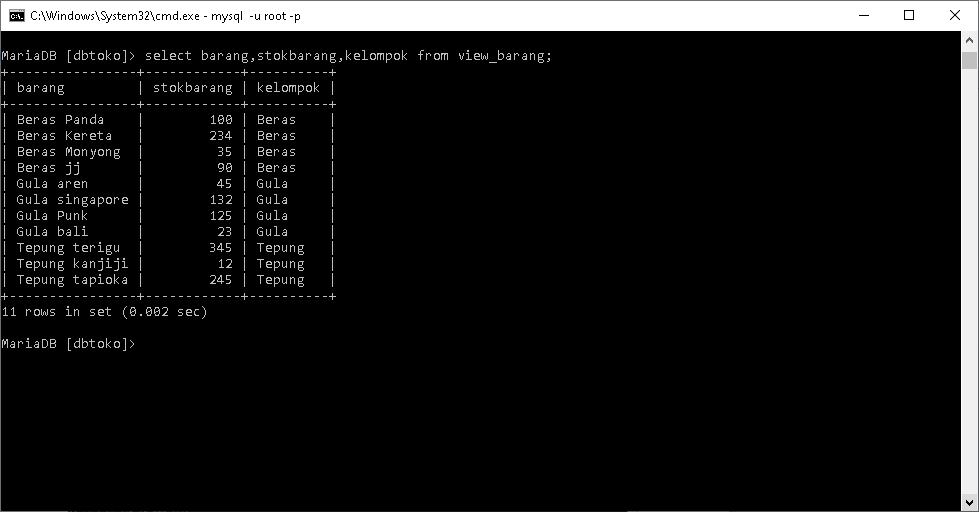 C:\Windows\System32\cmd.exe - mysql  -u root -p
MariaDB [dbtoko]> select barang,stokbarang,kelompok from view_barang;
+----------------+------------+----------+
| barang         | stokbarang | kelompok |
+----------------+------------+----------+
| Beras Panda    |        100 | Beras    |
| Beras Kereta   |        234 | Beras    |
| Beras Monyong  |         35 | Beras    |
| Beras jj       |         90 | Beras    |
| Gula aren      |         45 | Gula     |
| Gula singapore |        132 | Gula     |
| Gula Punk      |        125 | Gula     |
| Gula bali      |         23 | Gula     |
| Tepung terigu  |        345 | Tepung   |
| Tepung kanjiji |         12 | Tepung   |
| Tepung tapioka |        245 | Tepung   |
+----------------+------------+----------+
11 rows in set (0.002 sec)
MariaDB [dbtoko]>